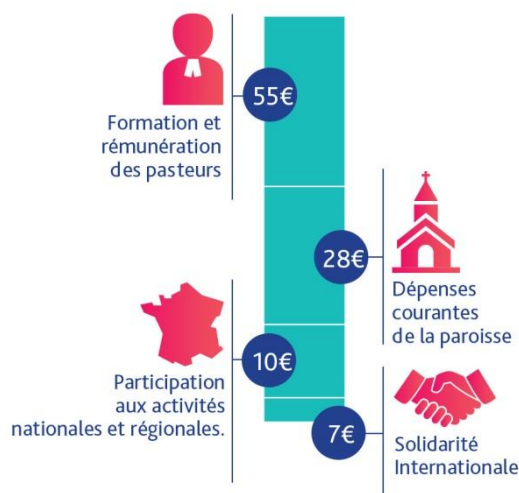 55€
Formation et
rémunération
des pasteurs
28€
Dépenses
courantes
de la paroisse
10€
Participation
aux activités
nationales et régionales.
7€
Solidarité
Internationale